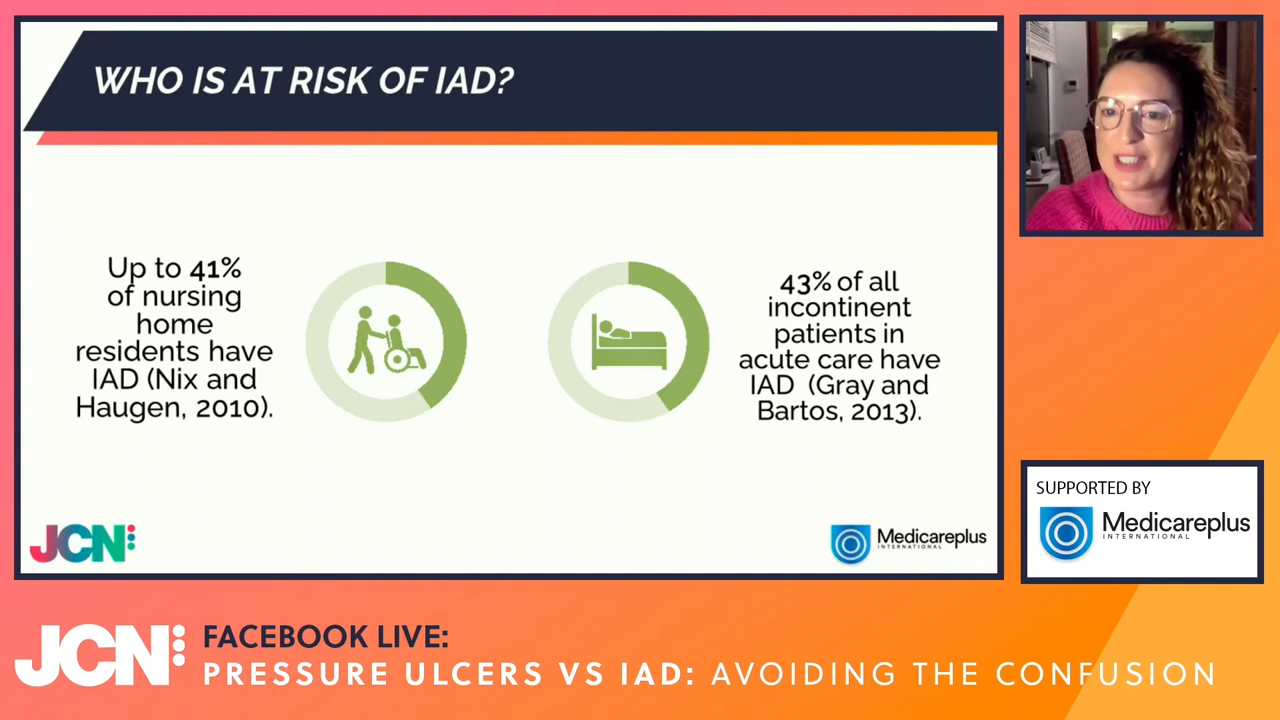 WHO IS AT RISK OF IAD?
Up to 41%
of nursing
home
residents have
IAD (Nix and
Haugen, 2010).
43% of all
incontinent
patients in
acute care have
IAD (Gray and
Bartos, 2013).
JCN
Medicareplus
INTERNATIONAL
SUPPORTED BY
Medicareplus
INTERNATIONAL
JCN
FACEBOOK LIVE:
PRESSURE ULCERS VS IAD: AVOIDING THE CONFUSION